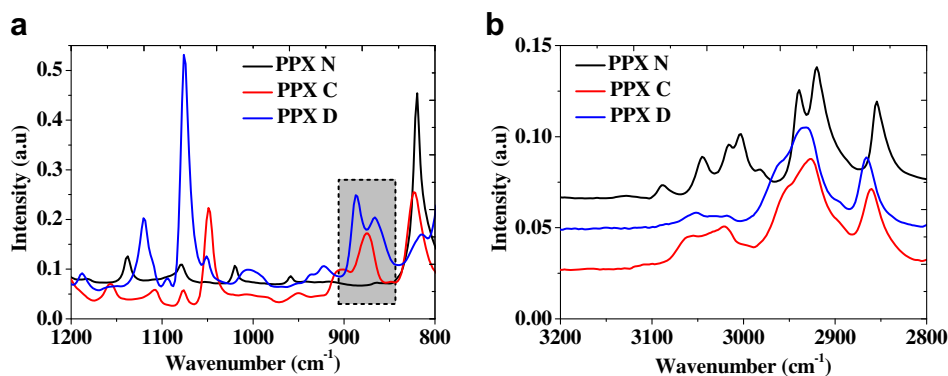 a
PPX N
PPX C
PPX D
0.5
0.4
0.3
0.2
0.1
0.0
1200 1100 1000 900 800
Wavenumber (cm-1)
Intensity (a.u)
b
PPX N
PPX C
PPX D
0.15
0.10
0.05
0.00
3200 3100 3000 2900 2800
Wavenumber (cm-1)
Intensity (a.u)